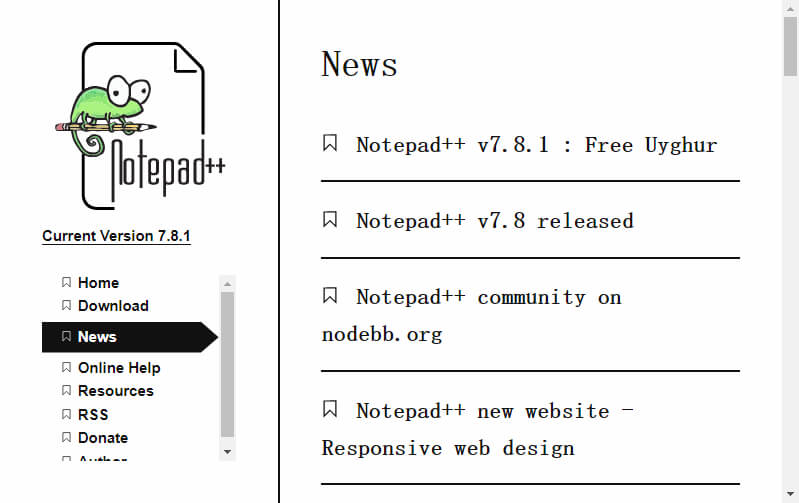 Notepad++
Current Version 7.8.1
Home
Download
News
Online Help
Resources
RSS
Donate
Author
News
Notepad++ v7.8.1 : Free Uyghur
Notepad++ v7.8 released
Notepad++ community on
nodebb.org
Notepad++ new website -
Responsive web design